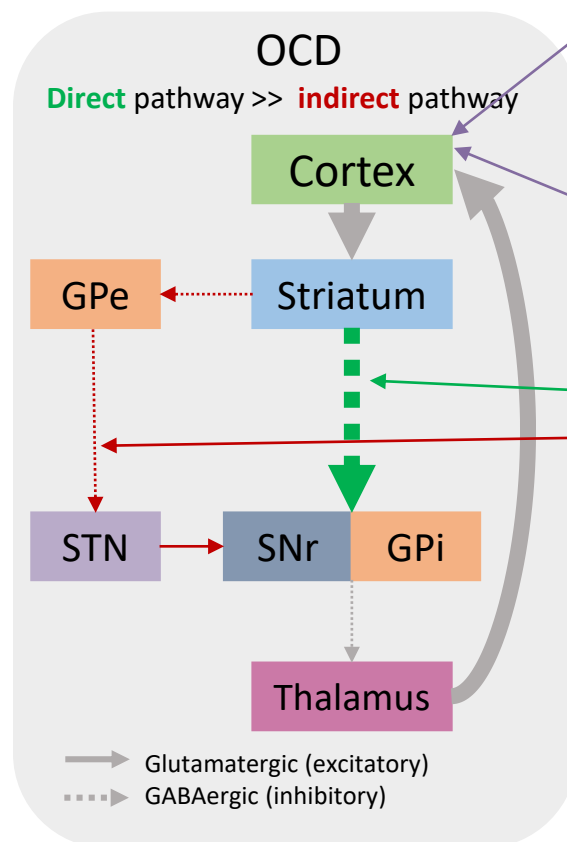 OCD
Direct pathway >> indirect pathway
Cortex
GPe
Striatum
STN
SNr
GPi
Thalamus
Glutamatergic (excitatory)
GABAergic (inhibitory)